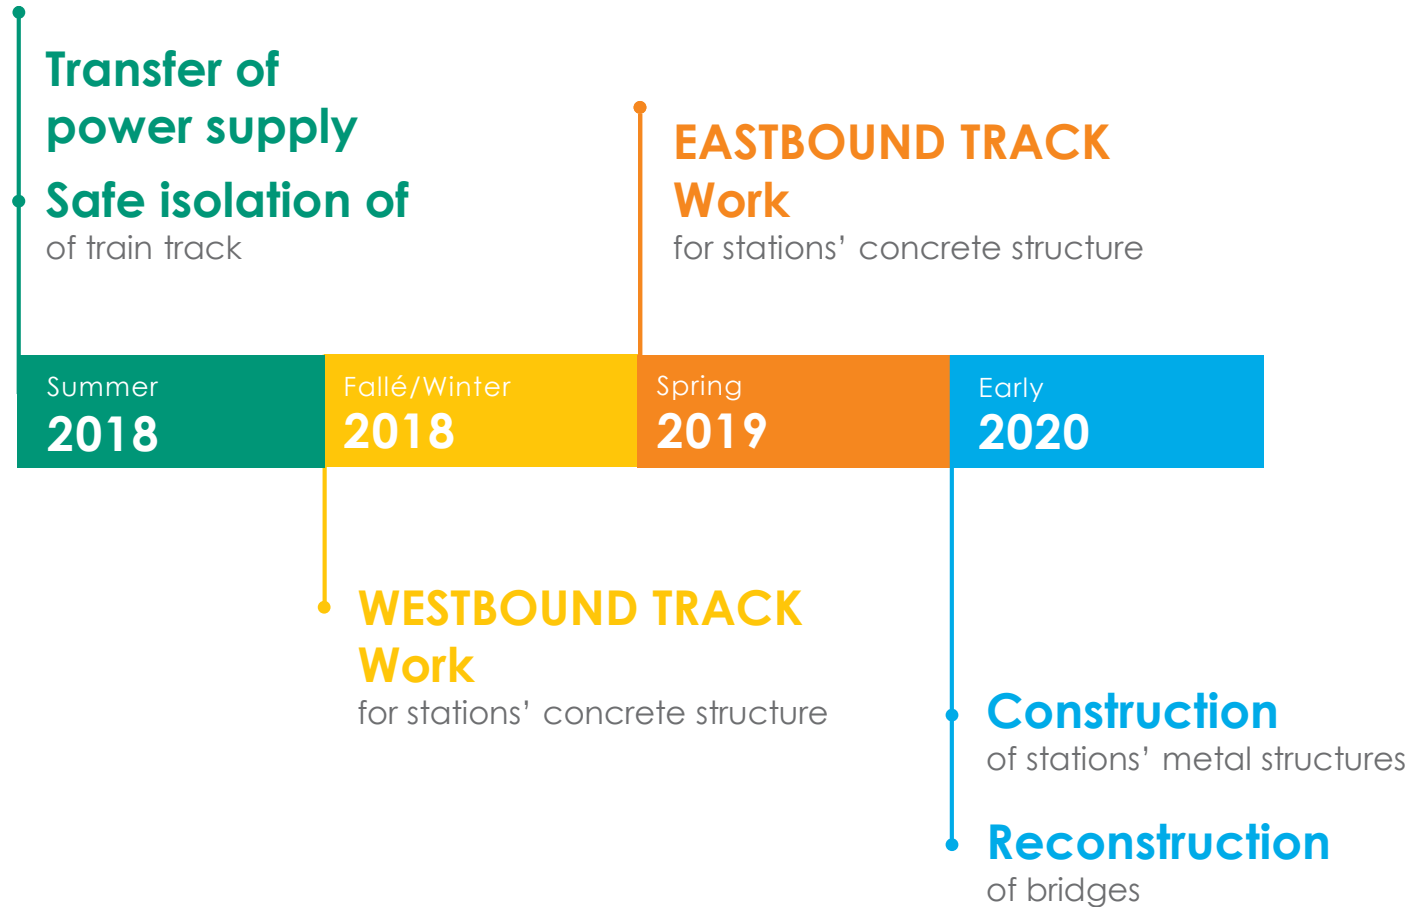 Transfer of
power supply
Safe isolation of
of train track
EASTBOUND TRACK
Work
for stations’ concrete structure
Summer
2018
Fallé/Winter
2018
Spring
2019
Early
2020
WESTBOUND TRACK
Work
for stations’ concrete structure
Construction
of stations’ metal structures
Reconstruction
of bridges